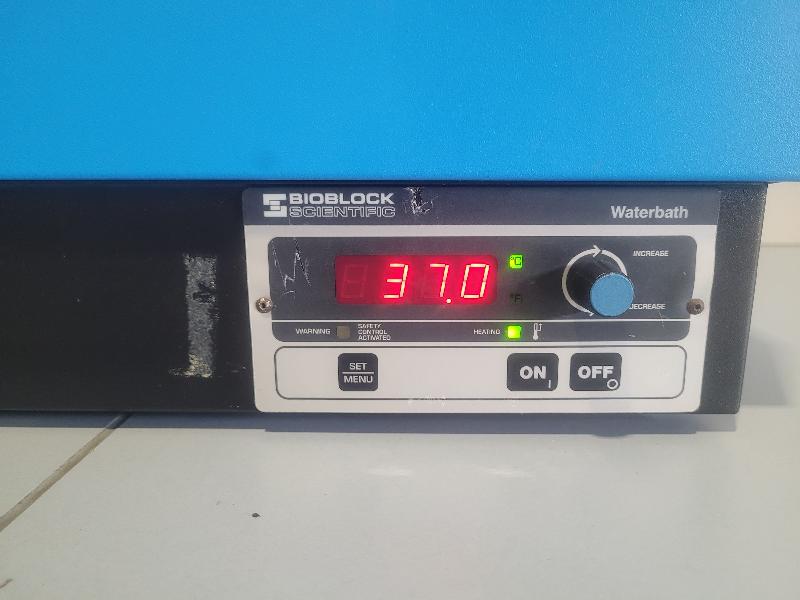 BIOBLOCK
SCIENTIFIC
Waterbath
37.0
°C
°F
INCREASE
DECREASE
WARNING
SAFETY
CONTROL
ACTIVATED
HEATING
SET
MENU
ON I
OFF O